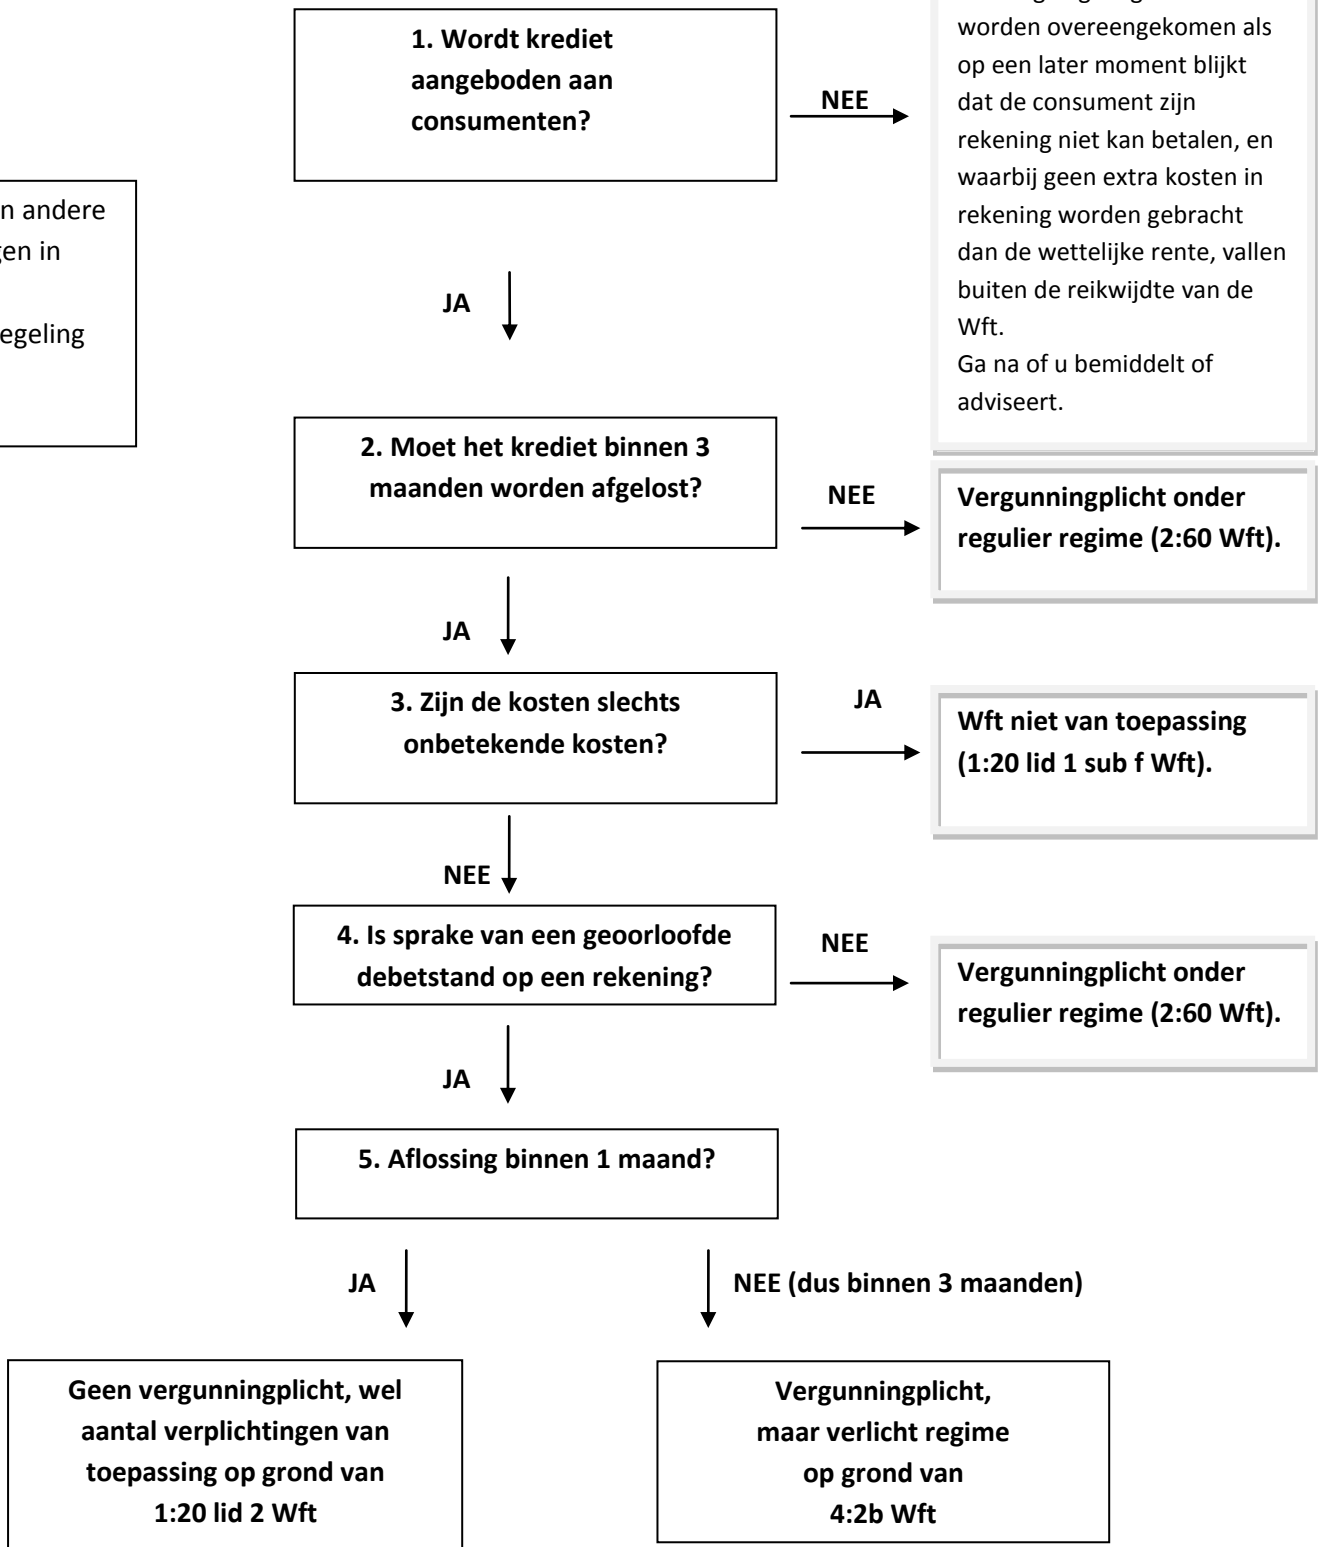 1. Wordt krediet
aangeboden aan
consumenten?
NEE
worden overeengekomen als
op een later moment blijkt
dat de consument zijn
rekening niet kan betalen, en
waarbij geen extra kosten in
rekening worden gebracht
dan de wettelijke rente, vallen
buiten de reikwijdte van de
Wft.
Ga na of u bemiddelt of
adviseert.
n andere
gen in
egeling
JA
2. Moet het krediet binnen 3
maanden worden afgelost?
NEE
Vergunningplicht onder
regulier regime (2:60 Wft).
JA
3. Zijn de kosten slechts
onbetekende kosten?
JA
Wft niet van toepassing
(1:20 lid 1 sub f Wft).
NEE
4. Is sprake van een geoorloofde
debetstand op een rekening?
NEE
Vergunningplicht onder
regulier regime (2:60 Wft).
JA
5. Aflossing binnen 1 maand?
JA
NEE (dus binnen 3 maanden)
Geen vergunningplicht, wel
aantal verplichtingen van
toepassing op grond van
1:20 lid 2 Wft
Vergunningplicht,
maar verlicht regime
op grond van
4:2b Wft